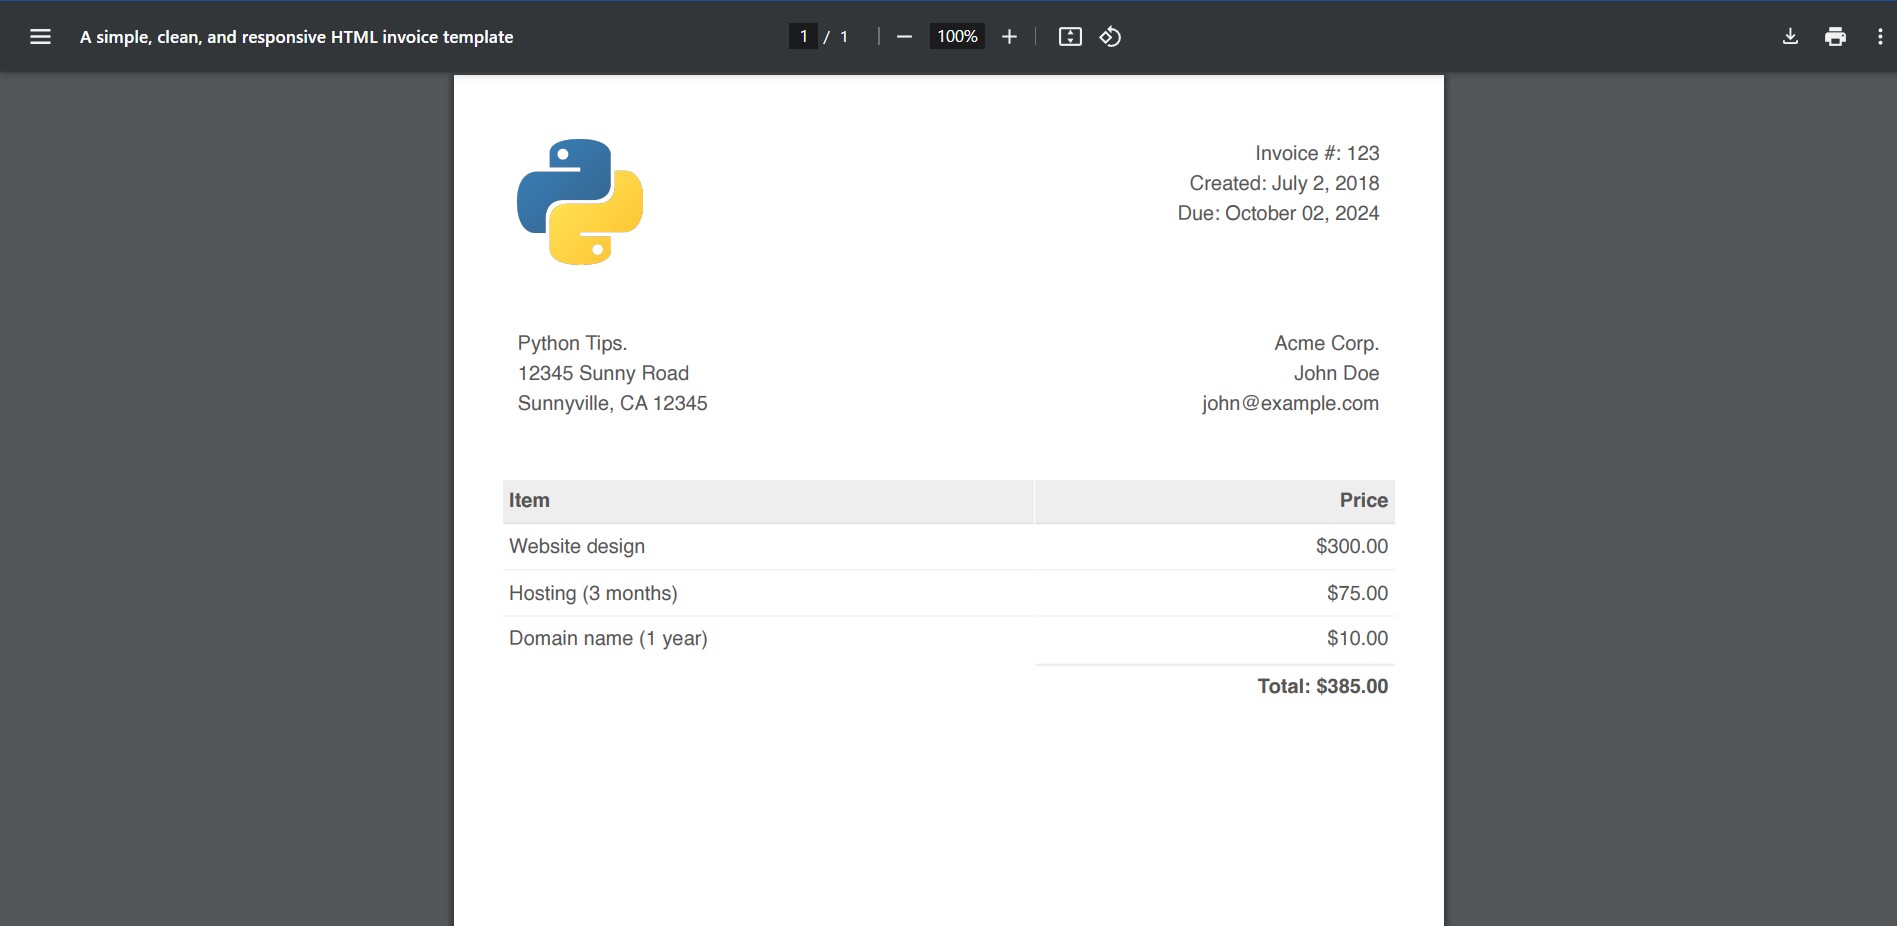 A simple, clean, and responsive HTML invoice template
1 / 1
100%
Invoice #: 123
Created: July 2, 2018
Due: October 02, 2024
Python Tips.
12345 Sunny Road
Sunnyville, CA 12345
Acme Corp.
John Doe
john@example.com
Item Price
Website design $300.00
Hosting (3 months) $75.00
Domain name (1 year) $10.00
Total: $385.00